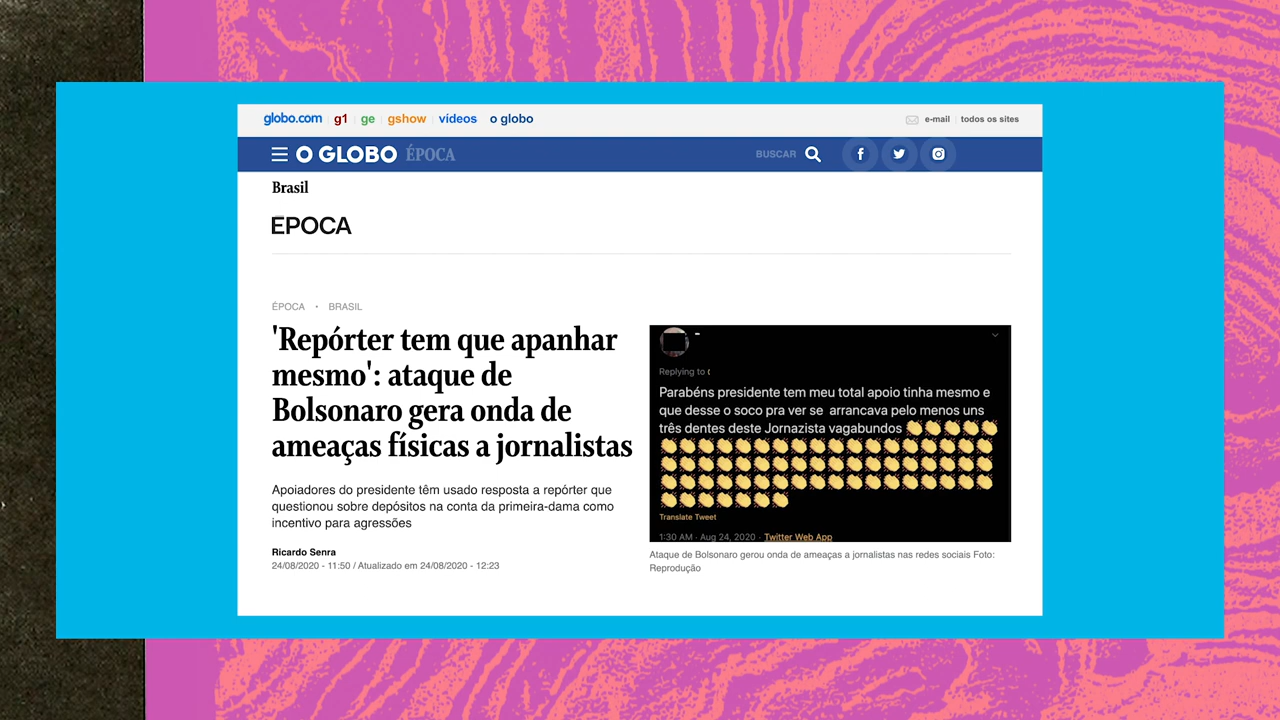 globo.com g1 ge gshow vídeos o globo e-mail todos os sites
O GLOBO ÉPOCA BUSCAR
Brasil
ÉPOCA
ÉPOCA • BRASIL
'Repórter tem que apanhar
mesmo': ataque de
Bolsonaro gera onda de
ameaças físicas a jornalistas
Apoiadores do presidente têm usado resposta a repórter que
questionou sobre depósitos na conta da primeira-dama como
incentivo para agressões
Ricardo Senra
24/08/2020 - 11:50 / Atualizado em 24/08/2020 - 12:23
Replying to
Parabéns presidente tem meu total apoio tinha mesmo e
que desse o soco pra ver se arrancava pelo menos uns
três dentes deste Jornazista vagabundos 👏👏👏👏👏
👏👏👏👏👏👏👏👏👏👏👏👏👏👏👏👏👏👏
👏👏👏👏👏👏👏👏👏👏👏👏👏👏👏👏👏👏
👏👏👏👏👏👏👏👏👏👏👏👏👏👏👏👏👏👏
👏👏👏👏👏👏👏
Translate Tweet
1:30 AM · Aug 24, 2020 · Twitter Web App
Ataque de Bolsonaro gerou onda de ameaças a jornalistas nas redes sociais Foto:
Reprodução